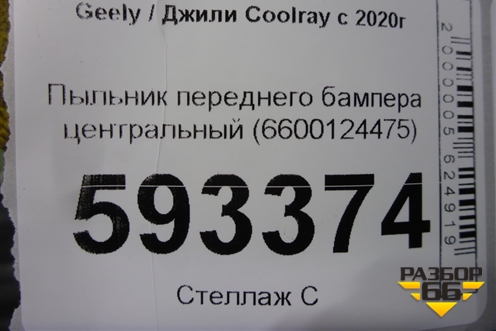 Geely / Джили Coolray с 2020г
Пыльник переднего бампера
центральный (6600124475)
593374
Стеллаж С
2000005624919
РАЗБОР
66